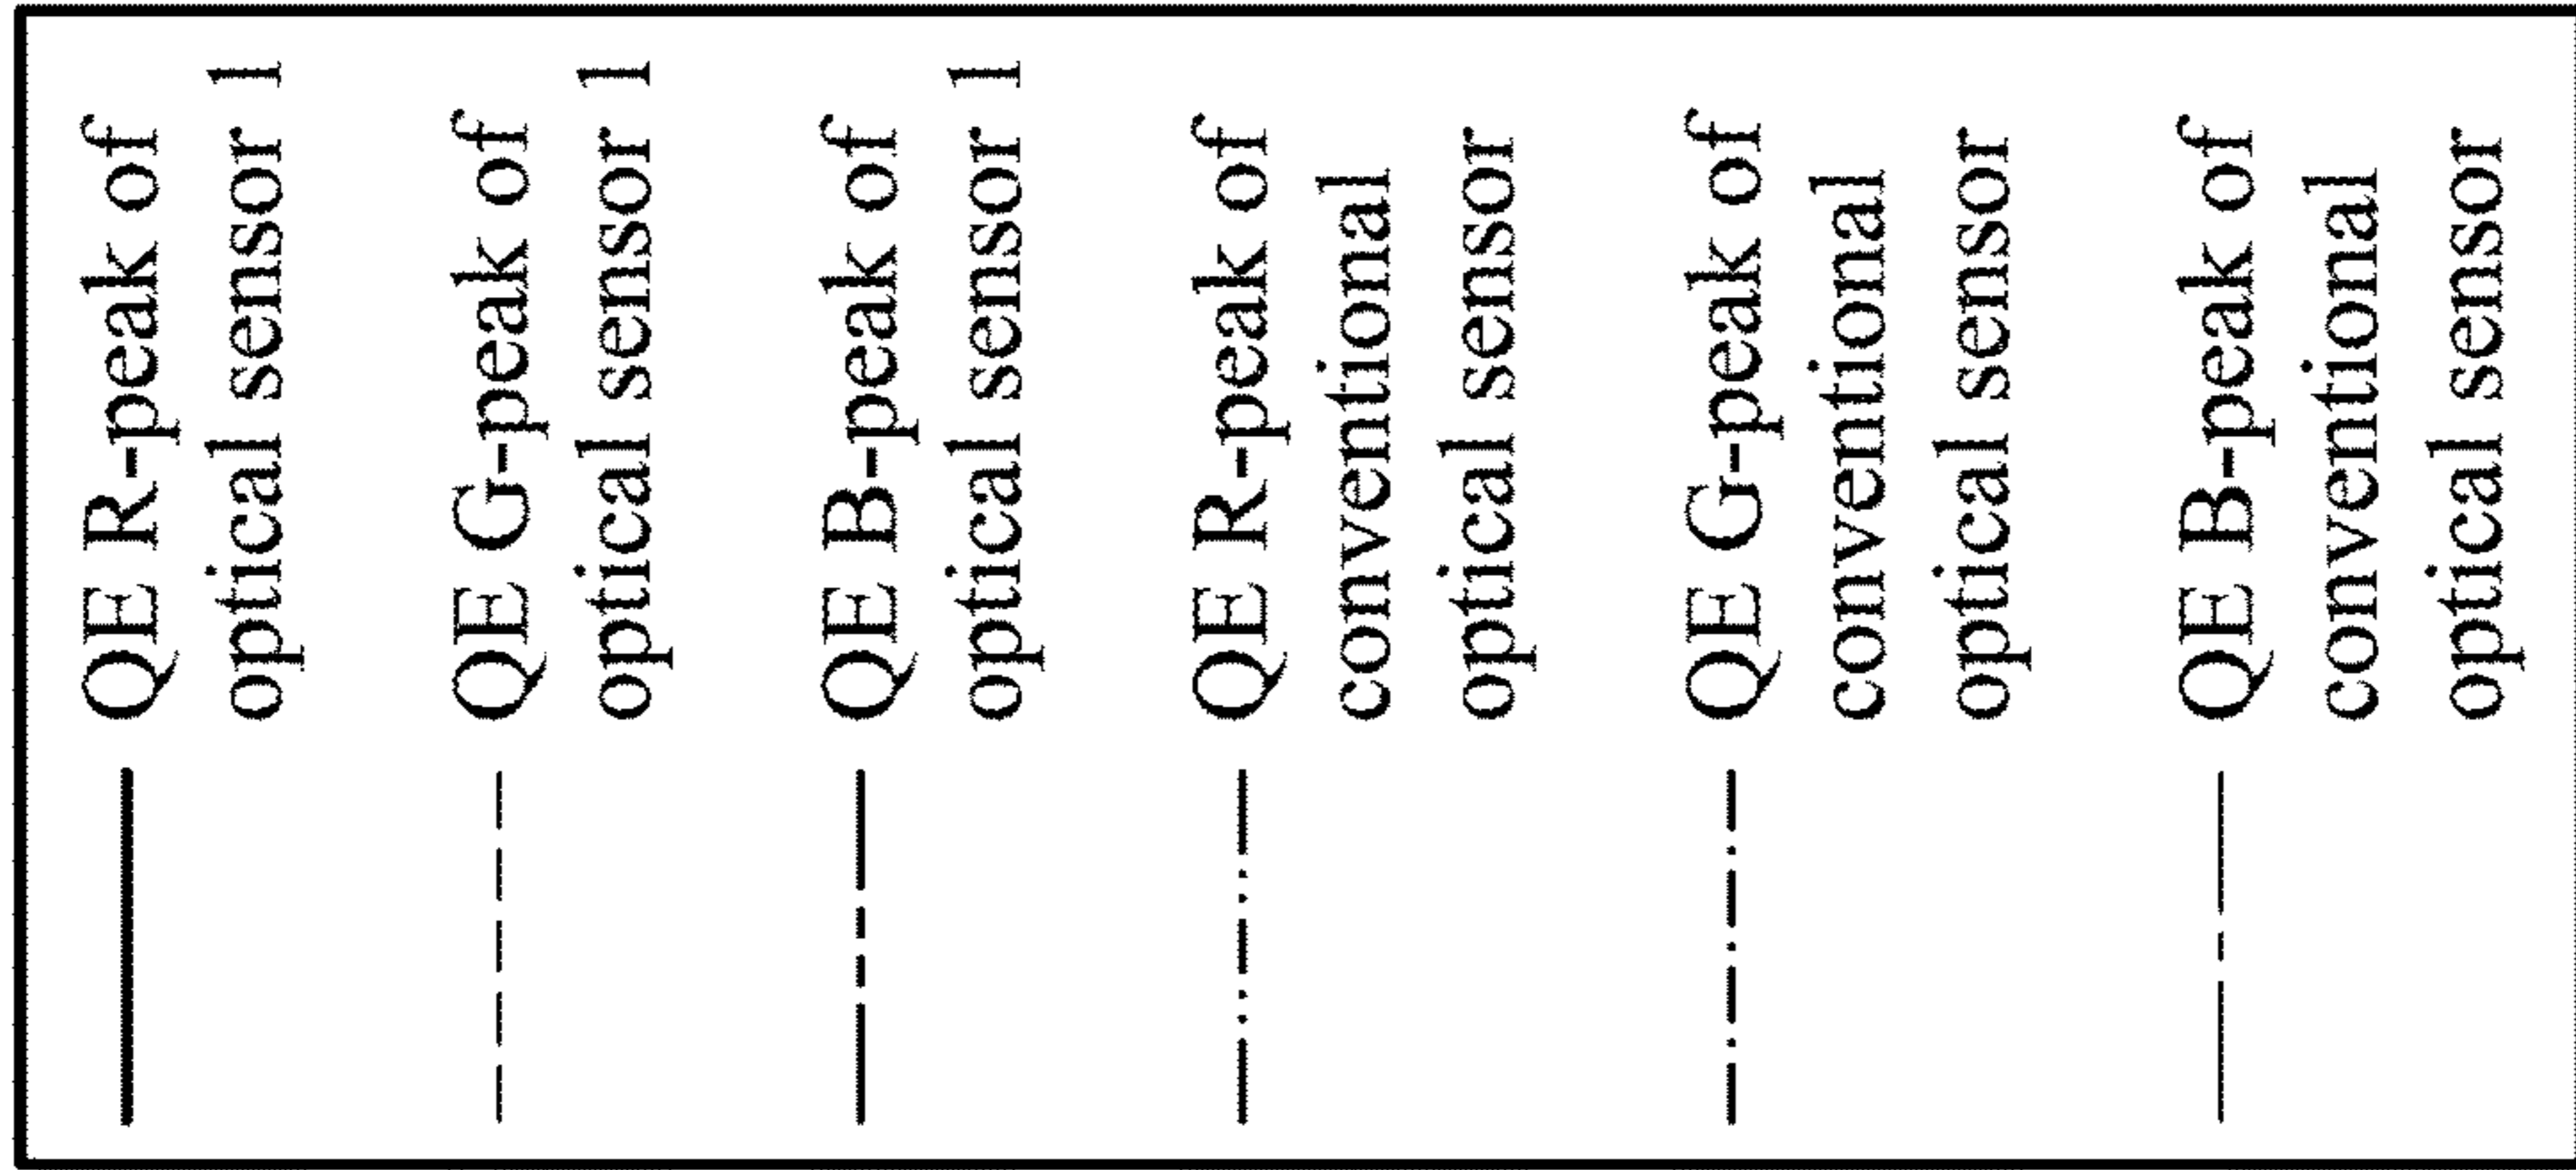 QE R-peak of
optical sensor 1
QE G-peak of
optical sensor 1
QE B-peak of
optical sensor 1
QE R-peak of
conventional
optical sensor
QE G-peak of
conventional
optical sensor
QE B-peak of
conventional
optical sensor